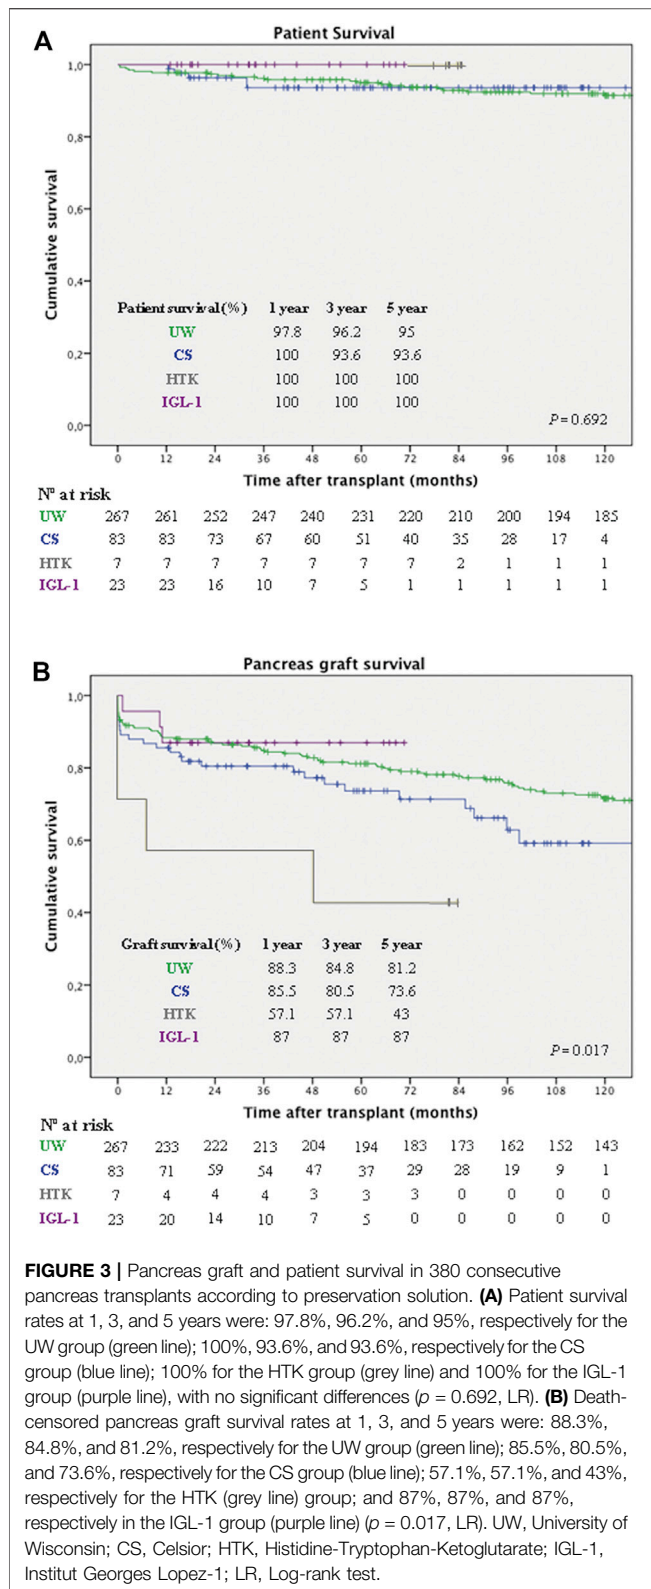 A
Patient Survival
1,0
0,8
0,6
0,4
0,2
0,0
Cumulative survival
Patient survival (%) 1 year 3 year 5 year
UW 97.8 96.2 95
CS 100 93.6 93.6
HTK 100 100 100
IGL-1 100 100 100
P = 0.692
0 12 24 36 48 60 72 84 96 108 120
Time after transplant (months)
Nº at risk
UW 267 261 252 247 240 231 220 210 200 194 185
CS 83 83 73 67 60 51 40 35 28 17 4
HTK 7 7 7 7 7 7 7 2 1 1 1
IGL-1 23 23 16 10 7 5 1 1 1 1 1
B
Pancreas graft survival
1,0
0,8
0,6
0,4
0,2
0,0
Cumulative survival
Graft survival (%) 1 year 3 year 5 year
UW 88.3 84.8 81.2
CS 85.5 80.5 73.6
HTK 57.1 57.1 43
IGL-1 87 87 87
P = 0.017
0 12 24 36 48 60 72 84 96 108 120
Time after transplant (months)
Nº at risk
UW 267 233 222 213 204 194 183 173 162 152 143
CS 83 71 59 54 47 37 29 28 19 9 1
HTK 7 4 4 4 3 3 3 0 0 0 0
IGL-1 23 20 14 10 7 5 0 0 0 0 0
FIGURE 3 | Pancreas graft and patient survival in 380 consecutive
pancreas transplants according to preservation solution. (A) Patient survival
rates at 1, 3, and 5 years were: 97.8%, 96.2%, and 95%, respectively for the
UW group (green line); 100%, 93.6%, and 93.6%, respectively for the CS
group (blue line); 100% for the HTK group (grey line) and 100% for the IGL-1
group (purple line), with no significant differences (p = 0.692, LR). (B) Death-
censored pancreas graft survival rates at 1, 3, and 5 years were: 88.3%,
84.8%, and 81.2%, respectively for the UW group (green line); 85.5%, 80.5%,
and 73.6%, respectively for the CS group (blue line); 57.1%, 57.1%, and 43%,
respectively for the HTK (grey line) group; and 87%, 87%, and 87%,
respectively in the IGL-1 group (purple line) (p = 0.017, LR). UW, University of
Wisconsin; CS, Celsior; HTK, Histidine-Tryptophan-Ketoglutarate; IGL-1,
Institut Georges Lopez-1; LR, Log-rank test.